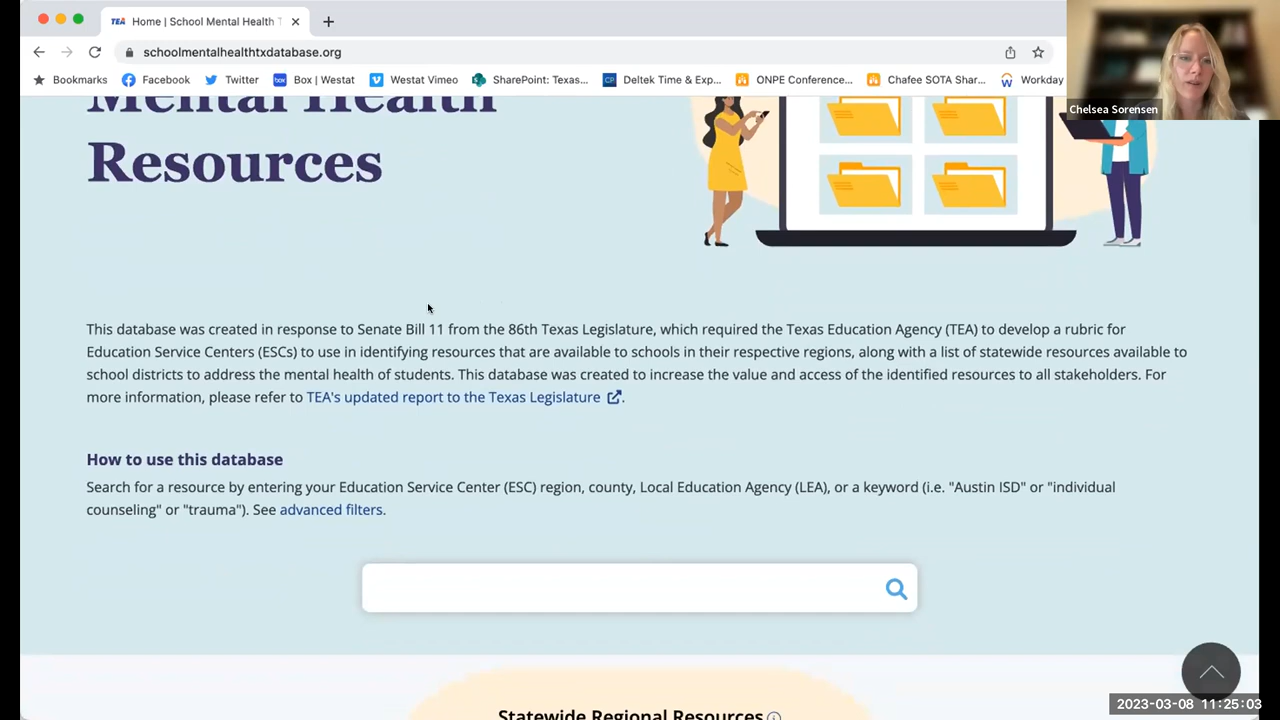 TEA Home | School Mental Health T
schoolmentalhealthtxdatabase.org
Bookmarks Facebook Twitter Box | Westat Westat Vimeo SharePoint: Texas... Deltek Time & Exp... ONPE Conference... Chafee SOTA Shar... Workday
Chelsea Sorensen
Mental Health
Resources
This database was created in response to Senate Bill 11 from the 86th Texas Legislature, which required the Texas Education Agency (TEA) to develop a rubric for
Education Service Centers (ESCs) to use in identifying resources that are available to schools in their respective regions, along with a list of statewide resources available to
school districts to address the mental health of students. This database was created to increase the value and access of the identified resources to all stakeholders. For
more information, please refer to TEA's updated report to the Texas Legislature.
How to use this database
Search for a resource by entering your Education Service Center (ESC) region, county, Local Education Agency (LEA), or a keyword (i.e. "Austin ISD" or "individual
counseling" or "trauma"). See advanced filters.
Statewide Regional Resources
2023-03-08 11:25:03